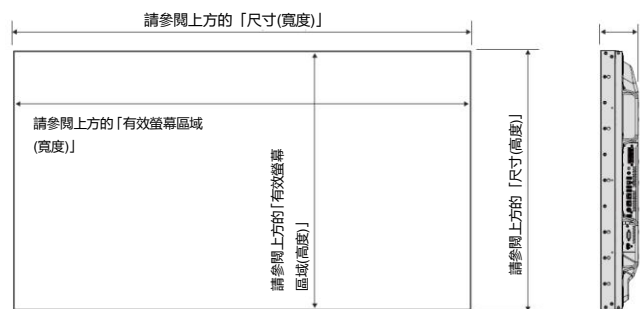 請參閱上方的「尺寸(寬度)」
請參閱上方的「有效螢幕區域
(寬度)」
請參閱上方的「有效螢幕
區域(高度)」
請參閱上方的「尺寸(高度)」